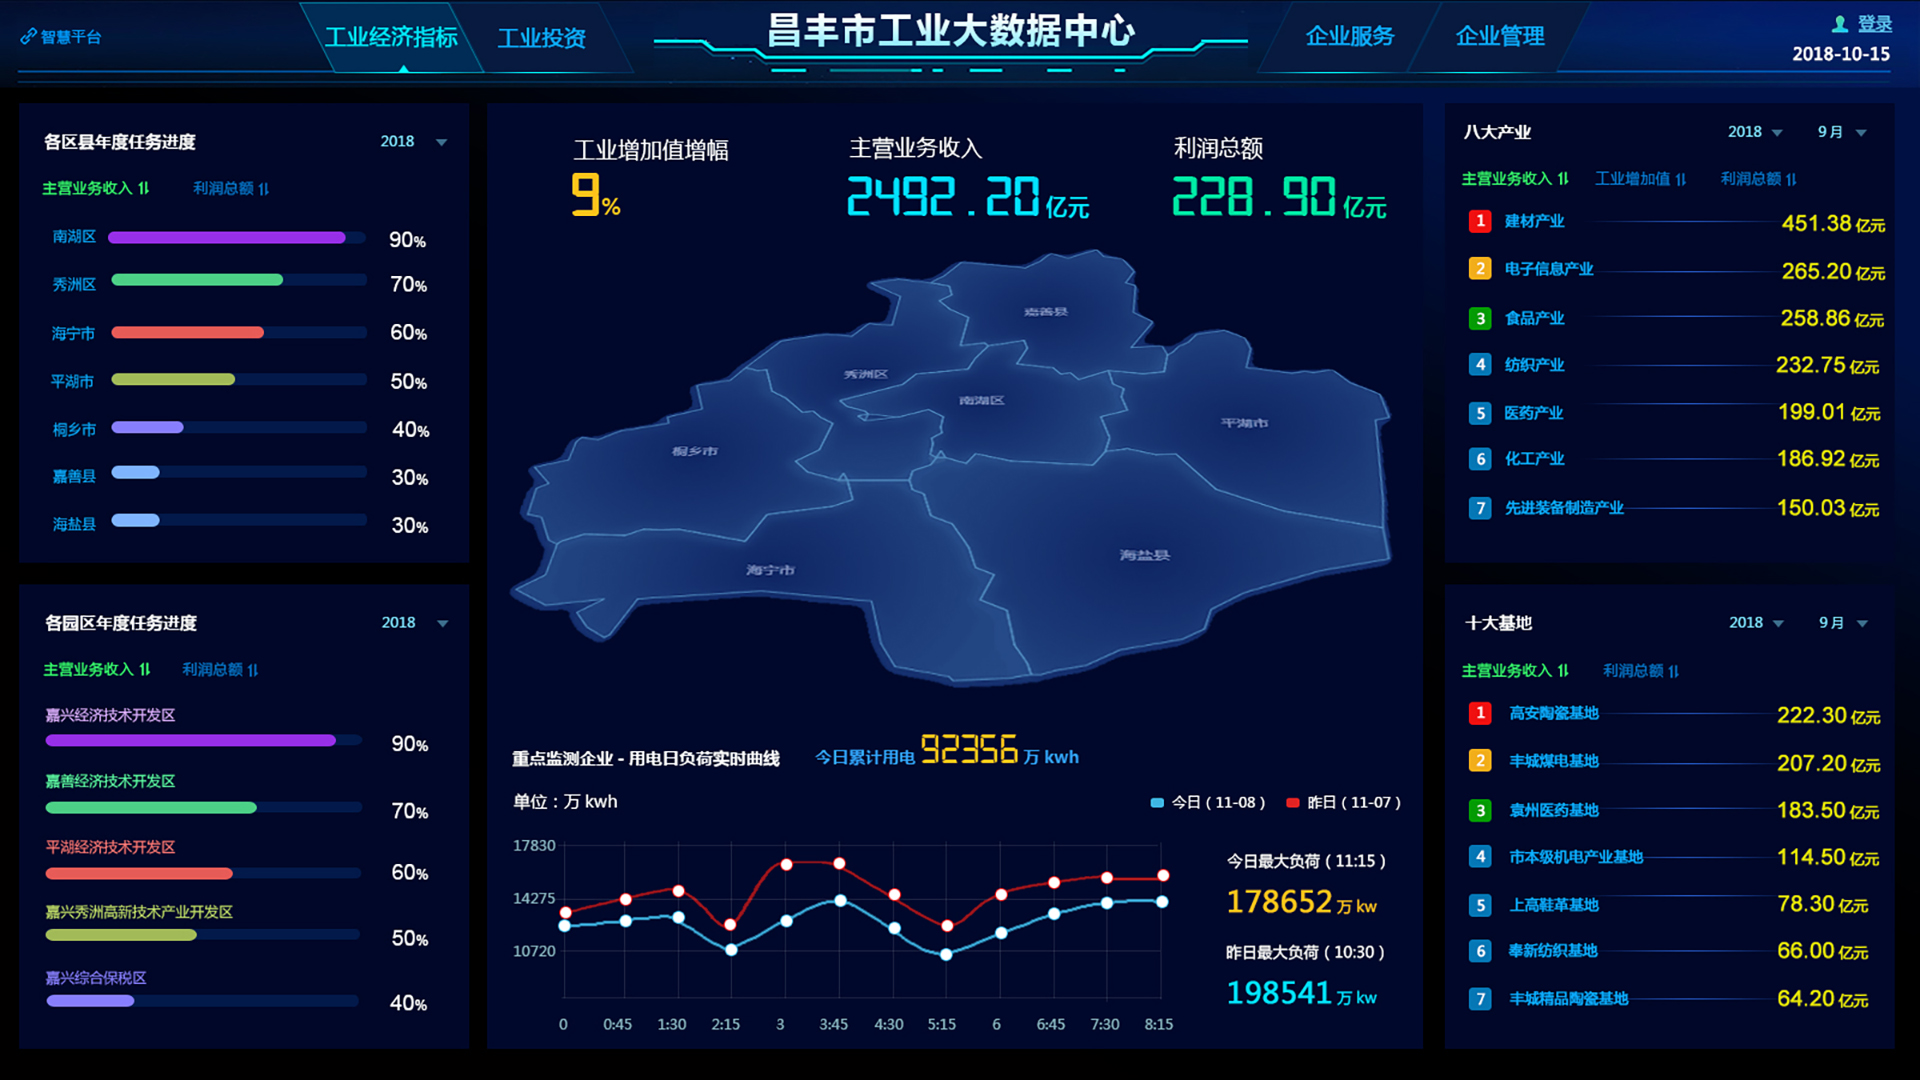 智慧平台
工业经济指标
工业投资
昌丰市工业大数据中心
企业服务
企业管理
登录
2018-10-15
各区县年度任务进度
2018
主营业务收入
利润总额
南湖区 90%
秀洲区 70%
海宁市 60%
平湖市 50%
桐乡市 40%
嘉善县 30%
海盐县 30%
各园区年度任务进度
2018
主营业务收入
利润总额
嘉兴经济技术开发区
90%
嘉善经济技术开发区
70%
平湖经济技术开发区
60%
嘉兴秀洲高新技术产业开发区
50%
嘉兴综合保税区
40%
工业增加值增幅
9%
主营业务收入
2492.20亿元
利润总额
228.90亿元
嘉善县
秀洲区
南湖区
平湖市
桐乡市
海盐县
海宁市
重点监测企业 - 用电日负荷实时曲线
今日累计用电 92356 万 kwh
单位：万 kwh
今日 ( 11-08 )
昨日 ( 11-07 )
17830
14275
10720
0 0:45 1:30 2:15 3 3:45 4:30 5:15 6 6:45 7:30 8:15
今日最大负荷 ( 11:15 )
178652 万 kw
昨日最大负荷 ( 10:30 )
198541 万 kw
八大产业
2018
9 月
主营业务收入
工业增加值
利润总额
1 建材产业 451.38 亿元
2 电子信息产业 265.20 亿元
3 食品产业 258.86 亿元
4 纺织产业 232.75 亿元
5 医药产业 199.01 亿元
6 化工产业 186.92 亿元
7 先进装备制造产业 150.03 亿元
十大基地
2018
9 月
主营业务收入
利润总额
1 高安陶瓷基地 222.30 亿元
2 丰城煤电基地 207.20 亿元
3 袁州医药基地 183.50 亿元
4 市本级机电产业基地 114.50 亿元
5 上高鞋革基地 78.30 亿元
6 奉新纺织基地 66.00 亿元
7 丰城精品陶瓷基地 64.20 亿元